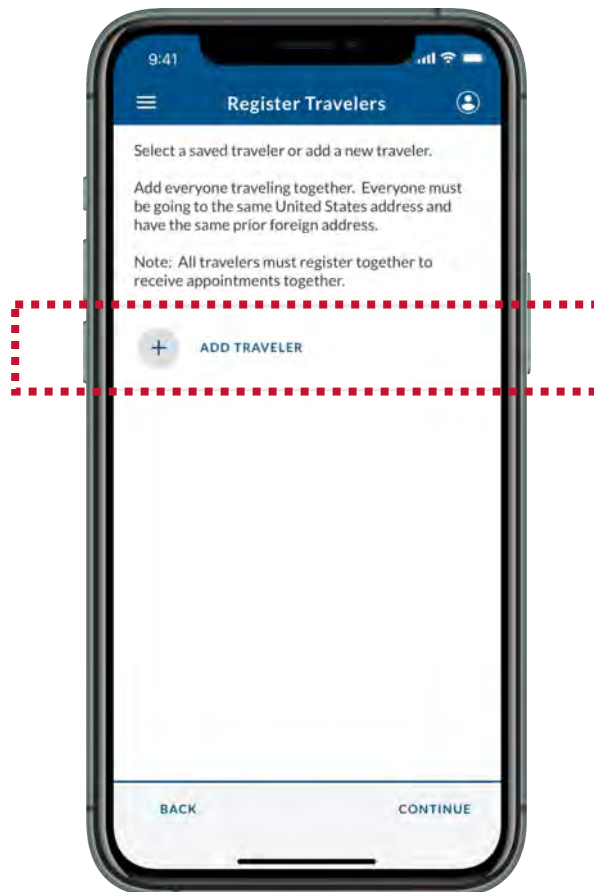 9:41
Register Travelers
Select a saved traveler or add a new traveler.
Add everyone traveling together. Everyone must
be going to the same United States address and
have the same prior foreign address.
Note: All travelers must register together to
receive appointments together.
+ ADD TRAVELER
BACK CONTINUE